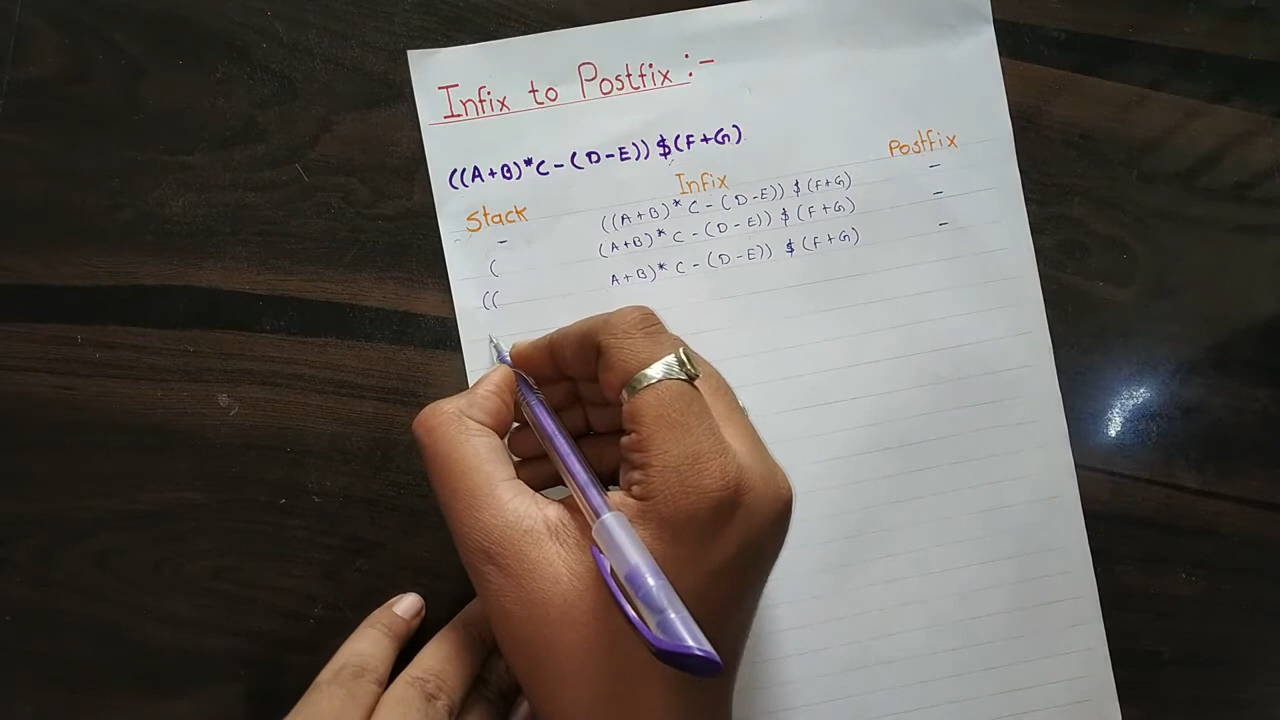 Infix to Postfix :-
((A+B)*C-(D-E))$(F+G)
Stack Infix Postfix
- ((A+B)*C-(D-E))$(F+G) -
( (A+B)*C-(D-E))$(F+G) -
(( A+B)*C-(D-E))$(F+G) -